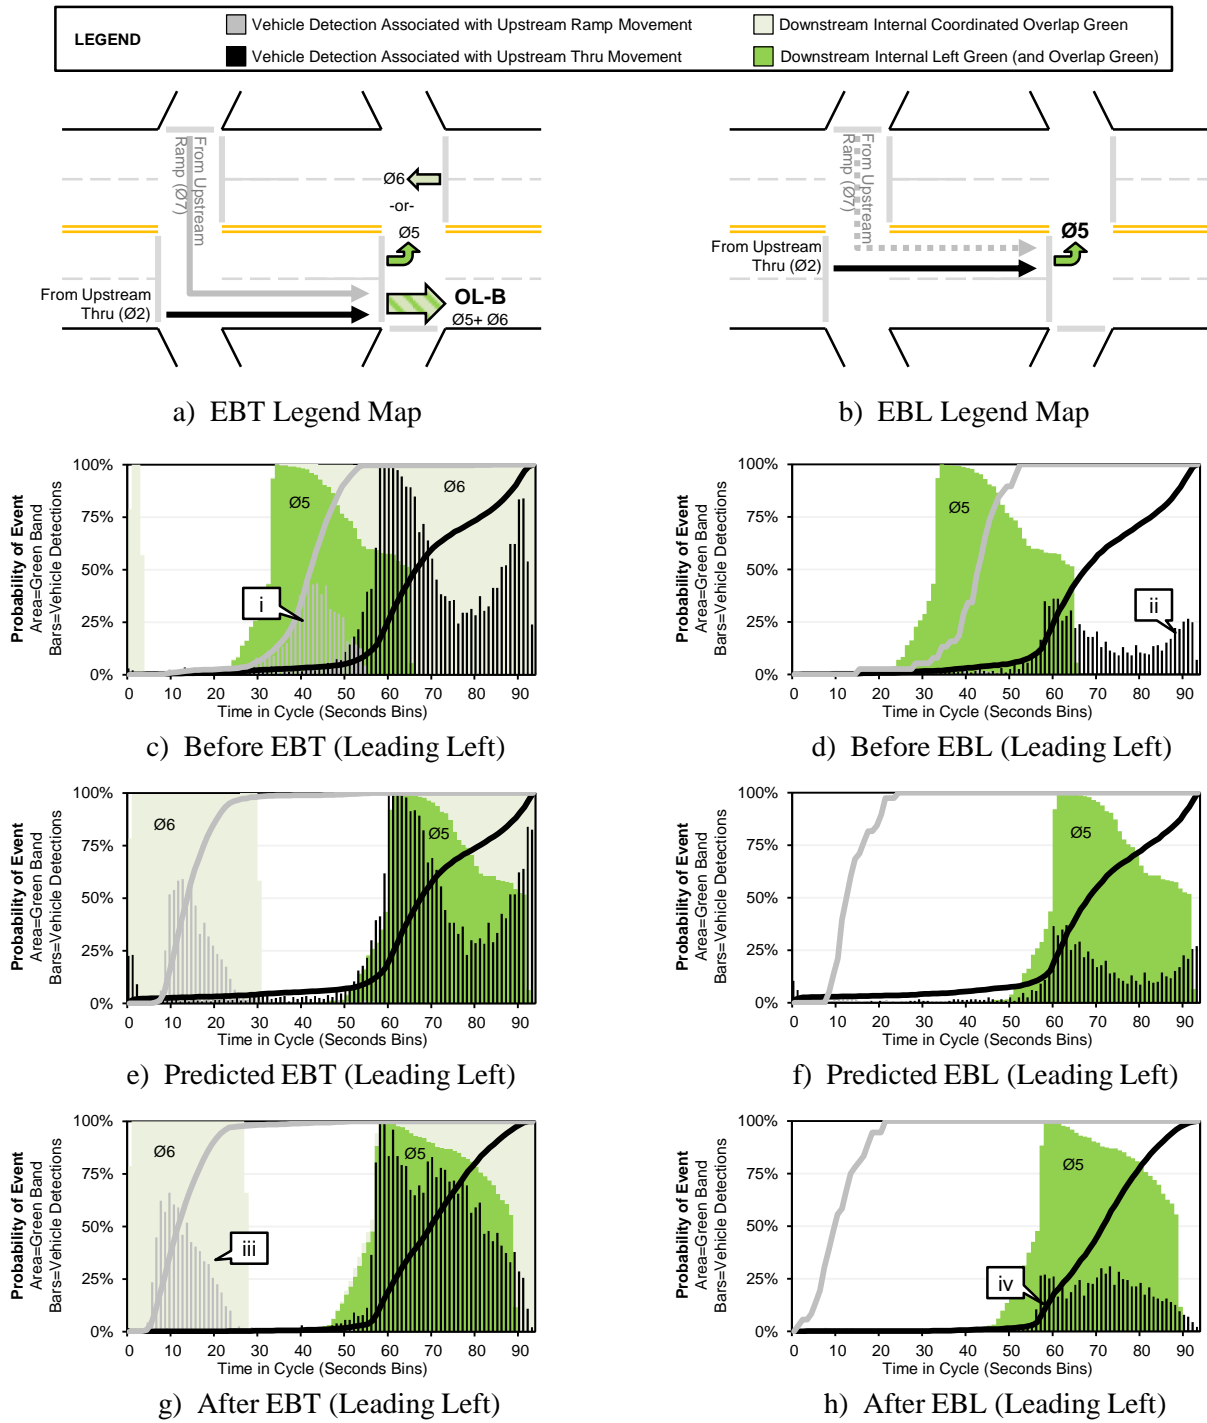 LEGEND
Vehicle Detection Associated with Upstream Ramp Movement
Downstream Internal Coordinated Overlap Green
Vehicle Detection Associated with Upstream Thru Movement
Downstream Internal Left Green (and Overlap Green)
From Upstream
Ramp (Ø7)
Ø6
-or-
Ø5
From Upstream
Thru (Ø2)
OL-B
Ø5+ Ø6
From Upstream
Ramp (Ø7)
Ø5
From Upstream
Thru (Ø2)
a) EBT Legend Map
b) EBL Legend Map
Probability of Event
Area=Green Band
Bars=Vehicle Detections
100%
75%
50%
25%
0%
Ø5
Ø6
i
0 10 20 30 40 50 60 70 80 90
Time in Cycle (Seconds Bins)
c) Before EBT (Leading Left)
Probability of Event
Area=Green Band
Bars=Vehicle Detections
100%
75%
50%
25%
0%
Ø5
ii
0 10 20 30 40 50 60 70 80 90
Time in Cycle (Seconds Bins)
d) Before EBL (Leading Left)
Probability of Event
Area=Green Band
Bars=Vehicle Detections
100%
75%
50%
25%
0%
Ø6
Ø5
0 10 20 30 40 50 60 70 80 90
Time in Cycle (Seconds Bins)
e) Predicted EBT (Leading Left)
Probability of Event
Area=Green Band
Bars=Vehicle Detections
100%
75%
50%
25%
0%
Ø5
0 10 20 30 40 50 60 70 80 90
Time in Cycle (Seconds Bins)
f) Predicted EBL (Leading Left)
Probability of Event
Area=Green Band
Bars=Vehicle Detections
100%
75%
50%
25%
0%
Ø6
Ø5
iii
0 10 20 30 40 50 60 70 80 90
Time in Cycle (Seconds Bins)
g) After EBT (Leading Left)
Probability of Event
Area=Green Band
Bars=Vehicle Detections
100%
75%
50%
25%
0%
Ø5
iv
0 10 20 30 40 50 60 70 80 90
Time in Cycle (Seconds Bins)
h) After EBL (Leading Left)